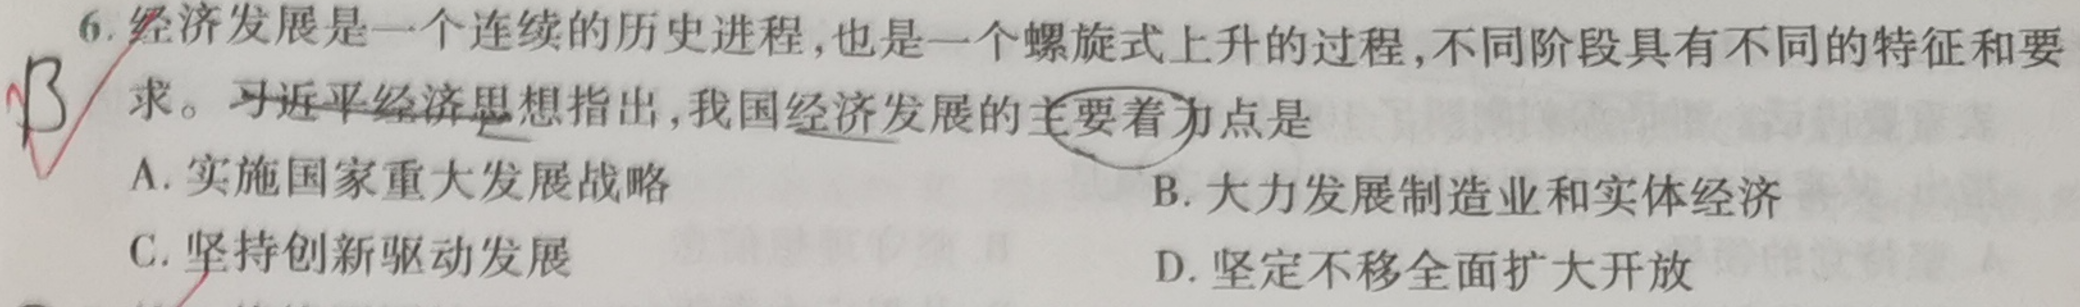 6. 经济发展是一个连续的历史进程,也是一个螺旋式上升的过程,不同阶段具有不同的特征和要
B 求。习近平经济思想指出,我国经济发展的主要着力点是
A. 实施国家重大发展战略 B. 大力发展制造业和实体经济
C. 坚持创新驱动发展 D. 坚定不移全面扩大开放